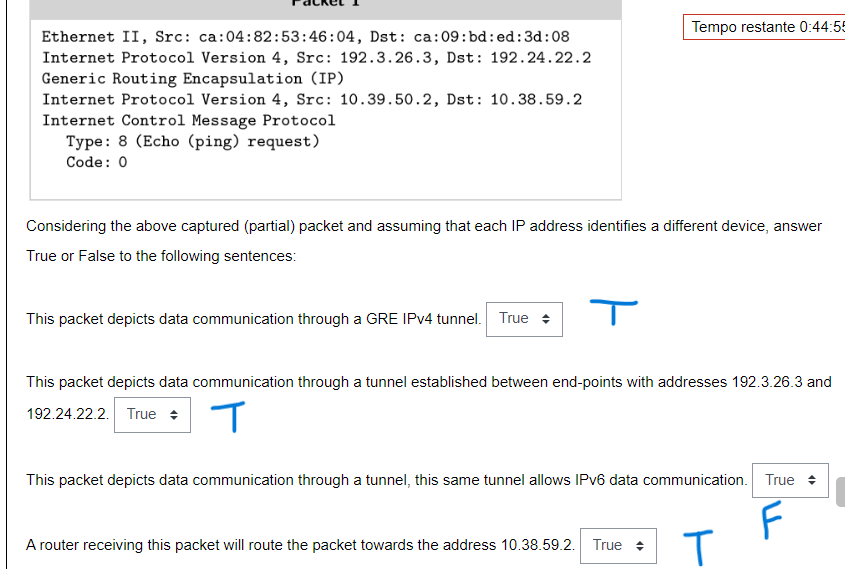 Packet 1
Tempo restante 0:44:55
Ethernet II, Src: ca:04:82:53:46:04, Dst: ca:09:bd:ed:3d:08
Internet Protocol Version 4, Src: 192.3.26.3, Dst: 192.24.22.2
Generic Routing Encapsulation (IP)
Internet Protocol Version 4, Src: 10.39.50.2, Dst: 10.38.59.2
Internet Control Message Protocol
Type: 8 (Echo (ping) request)
Code: 0
Considering the above captured (partial) packet and assuming that each IP address identifies a different device, answer
True or False to the following sentences:
This packet depicts data communication through a GRE IPv4 tunnel. True T
This packet depicts data communication through a tunnel established between end-points with addresses 192.3.26.3 and
192.24.22.2. True T
This packet depicts data communication through a tunnel, this same tunnel allows IPv6 data communication. True
F
A router receiving this packet will route the packet towards the address 10.38.59.2. True T